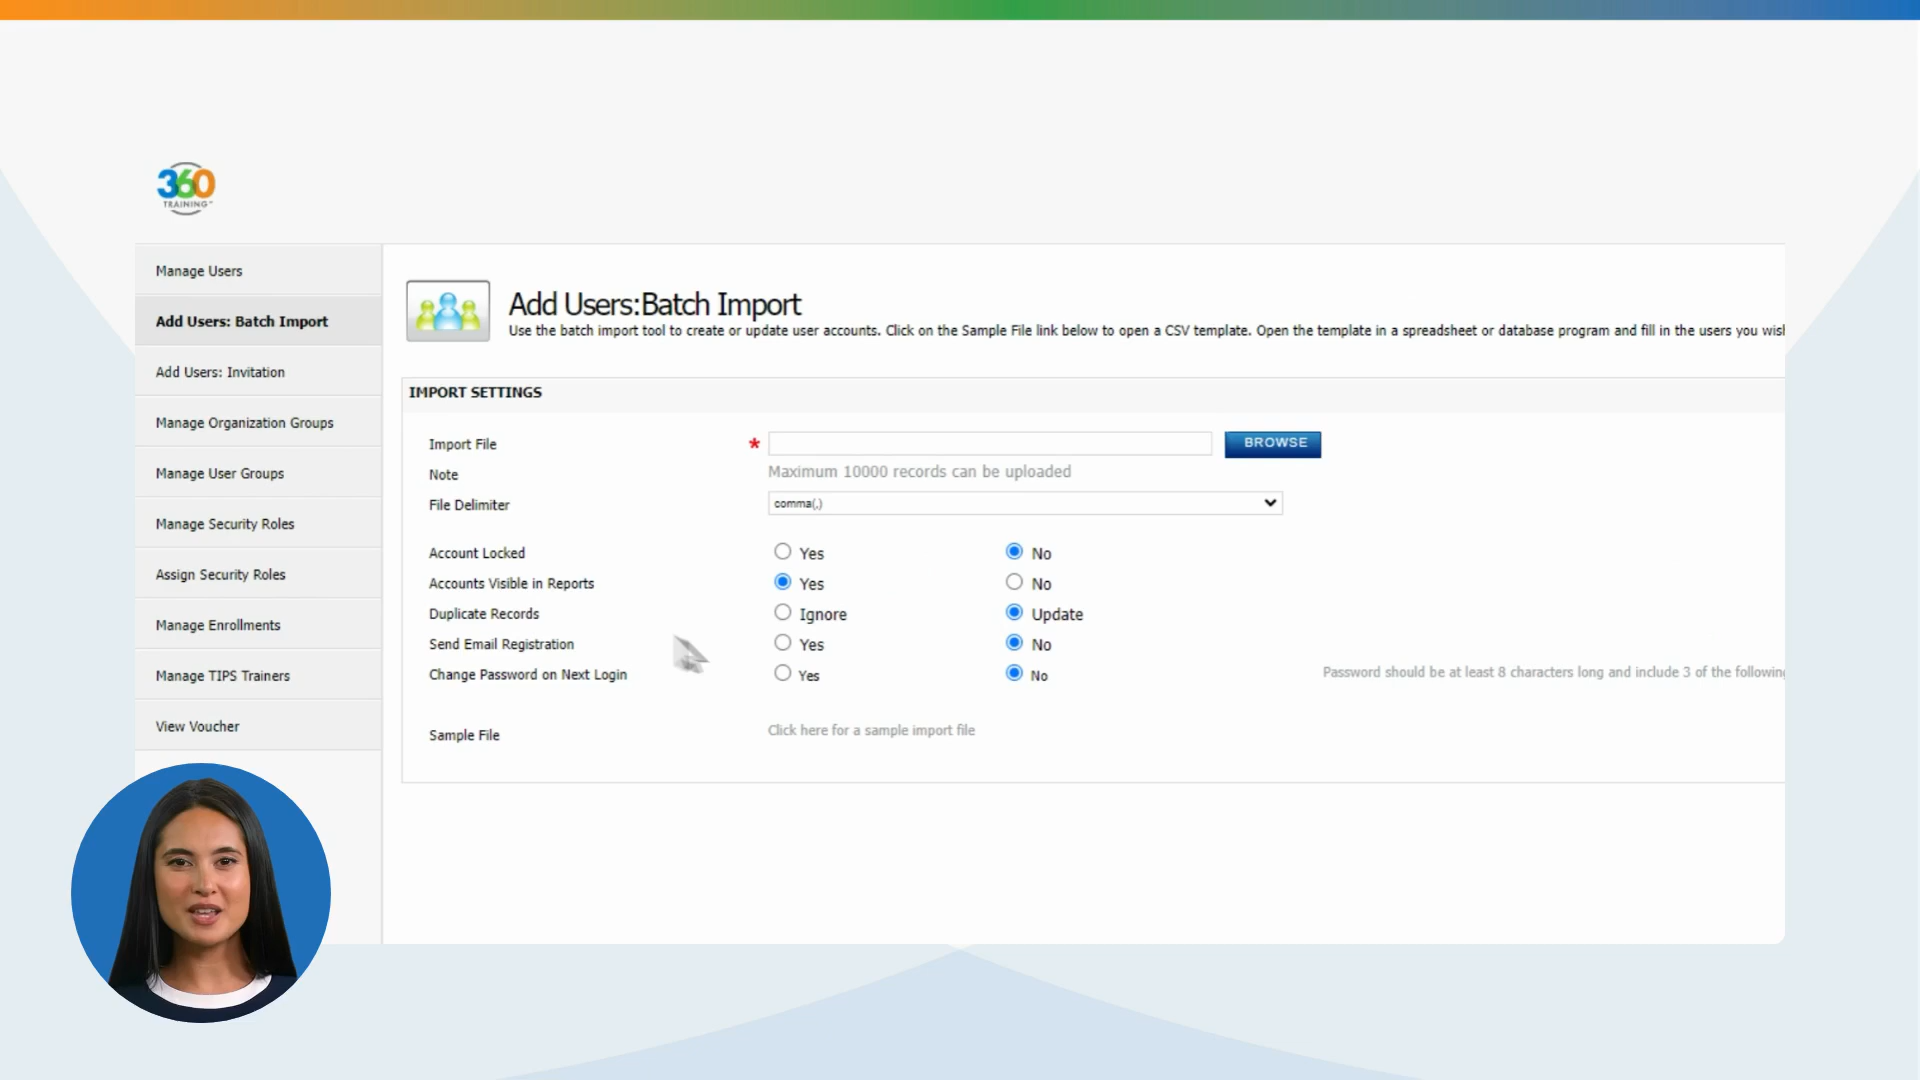 360
TRAINING
Manage Users
Add Users: Batch Import
Add Users: Invitation
Manage Organization Groups
Manage User Groups
Manage Security Roles
Assign Security Roles
Manage Enrollments
Manage TIPS Trainers
View Voucher
Add Users:Batch Import
Use the batch import tool to create or update user accounts. Click on the Sample File link below to open a CSV template. Open the template in a spreadsheet or database program and fill in the users you
IMPORT SETTINGS
Import File * BROWSE
Note Maximum 10000 records can be uploaded
File Delimiter comma(,)
Account Locked Yes No
Accounts Visible in Reports Yes No
Duplicate Records Ignore Update
Send Email Registration Yes No
Change Password on Next Login Yes No Password should be at least 8 characters long and include 3 of the following
Sample File Click here for a sample import file